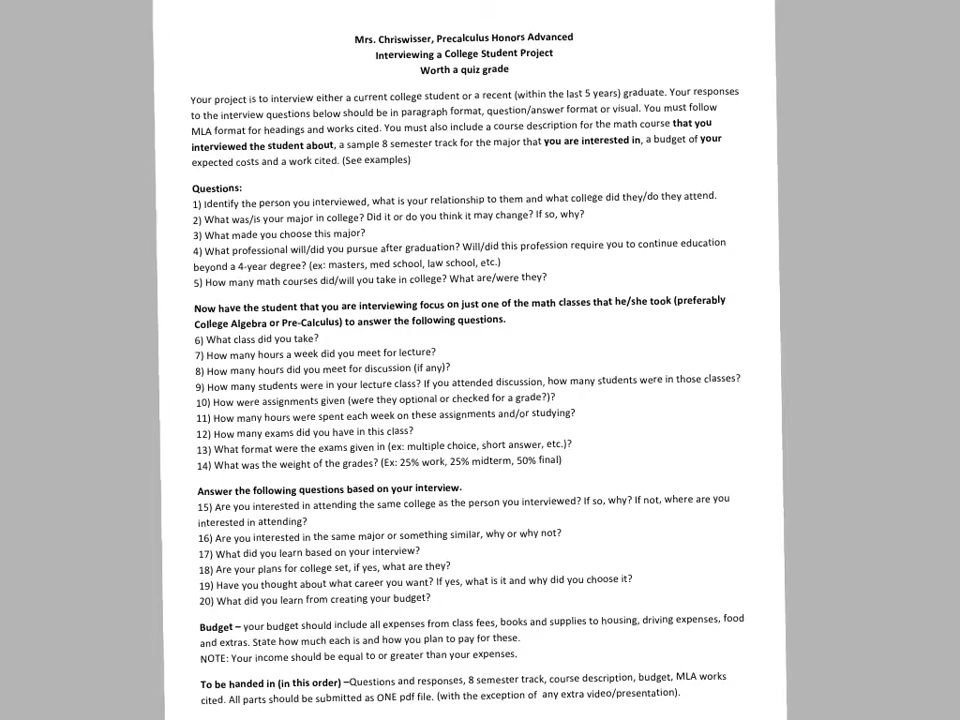 Mrs. Chriswisser, Precalculus Honors Advanced
Interviewing a College Student Project
Worth a quiz grade
Your project is to interview either a current college student or a recent (within the last 5 years) graduate. Your responses
to the interview questions below should be in paragraph format, question/answer format or visual. You must follow
MLA format for headings and works cited. You must also include a course description for the math course that you
interviewed the student about, a sample 8 semester track for the major that you are interested in, a budget of your
expected costs and a work cited. (See examples)
Questions:
1) Identify the person you interviewed, what is your relationship to them and what college did they/do they attend.
2) What was/is your major in college? Did it or do you think it may change? If so, why?
3) What made you choose this major?
4) What professional will/did you pursue after graduation? Will/did this profession require you to continue education
beyond a 4-year degree? (ex: masters, med school, law school, etc.)
5) How many math courses did/will you take in college? What are/were they?
Now have the student that you are interviewing focus on just one of the math classes that he/she took (preferably
College Algebra or Pre-Calculus) to answer the following questions.
6) What class did you take?
7) How many hours a week did you meet for lecture?
8) How many hours did you meet for discussion (if any)?
9) How many students were in your lecture class? If you attended discussion, how many students were in those classes?
10) How were assignments given (were they optional or checked for a grade?)?
11) How many hours were spent each week on these assignments and/or studying?
12) How many exams did you have in this class?
13) What format were the exams given in (ex: multiple choice, short answer, etc.)?
14) What was the weight of the grades? (Ex: 25% work, 25% midterm, 50% final)
Answer the following questions based on your interview.
15) Are you interested in attending the same college as the person you interviewed? If so, why? If not, where are you
interested in attending?
16) Are you interested in the same major or something similar, why or why not?
17) What did you learn based on your interview?
18) Are your plans for college set, if yes, what are they?
19) Have you thought about what career you want? If yes, what is it and why did you choose it?
20) What did you learn from creating your budget?
Budget – your budget should include all expenses from class fees, books and supplies to housing, driving expenses, food
and extras. State how much each is and how you plan to pay for these.
NOTE: Your income should be equal to or greater than your expenses.
To be handed in (in this order) –Questions and responses, 8 semester track, course description, budget, MLA works
cited. All parts should be submitted as ONE pdf file. (with the exception of any extra video/presentation).